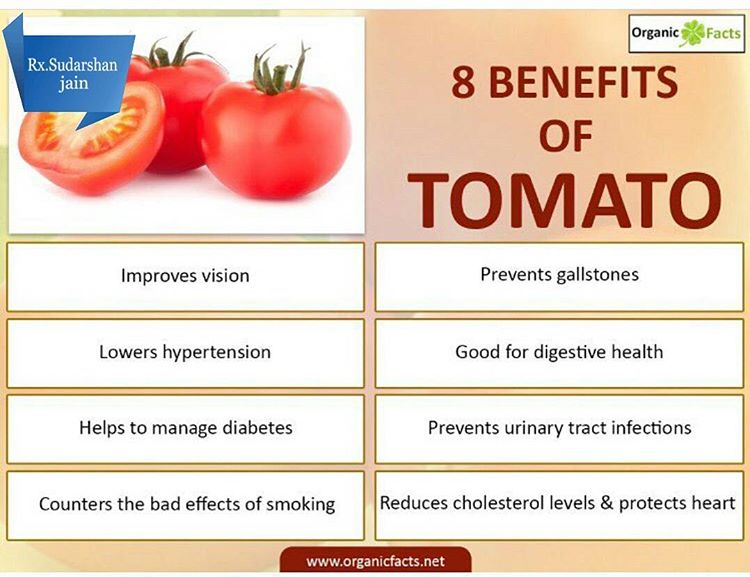 Rx.Sudarshan
jain
Organic Facts
8 BENEFITS
OF
TOMATO
Improves vision
Prevents gallstones
Lowers hypertension
Good for digestive health
Helps to manage diabetes
Prevents urinary tract infections
Counters the bad effects of smoking
Reduces cholesterol levels & protects heart
www.organicfacts.net